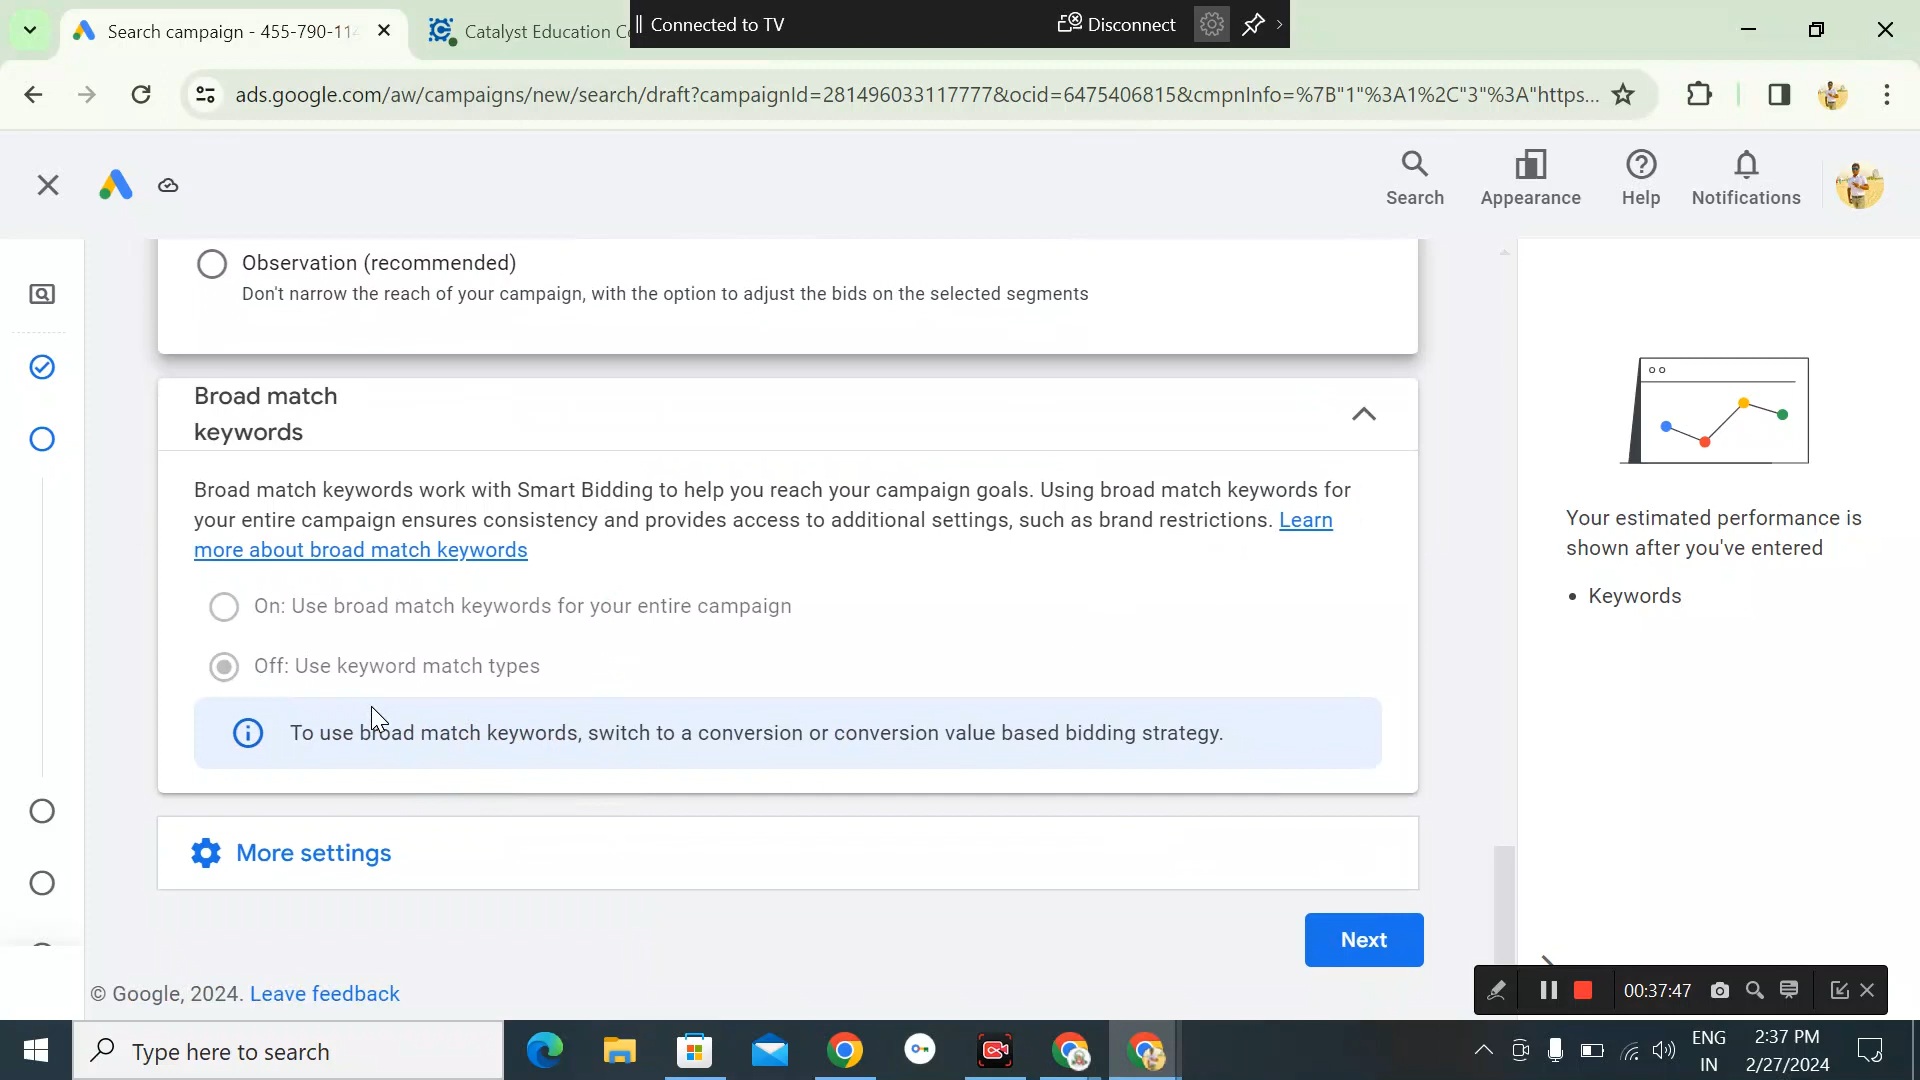 Search campaign - 455-790-114
Catalyst Education C
Connected to TV
Disconnect
ads.google.com/aw/campaigns/new/search/draft?campaignId=281496033117777&ocid=6475406815&cmpnInfo=%7B"1"%3A1%2C"3"%3A"https...
Search
Appearance
Help
Notifications
Observation (recommended)
Don't narrow the reach of your campaign, with the option to adjust the bids on the selected segments
Broad match
keywords
Broad match keywords work with Smart Bidding to help you reach your campaign goals. Using broad match keywords for
your entire campaign ensures consistency and provides access to additional settings, such as brand restrictions. Learn
more about broad match keywords
On: Use broad match keywords for your entire campaign
Off: Use keyword match types
To use broad match keywords, switch to a conversion or conversion value based bidding strategy.
More settings
Next
© Google, 2024. Leave feedback
Your estimated performance is
shown after you've entered
• Keywords
00:37:47
Type here to search
ENG
IN
2:37 PM
2/27/2024